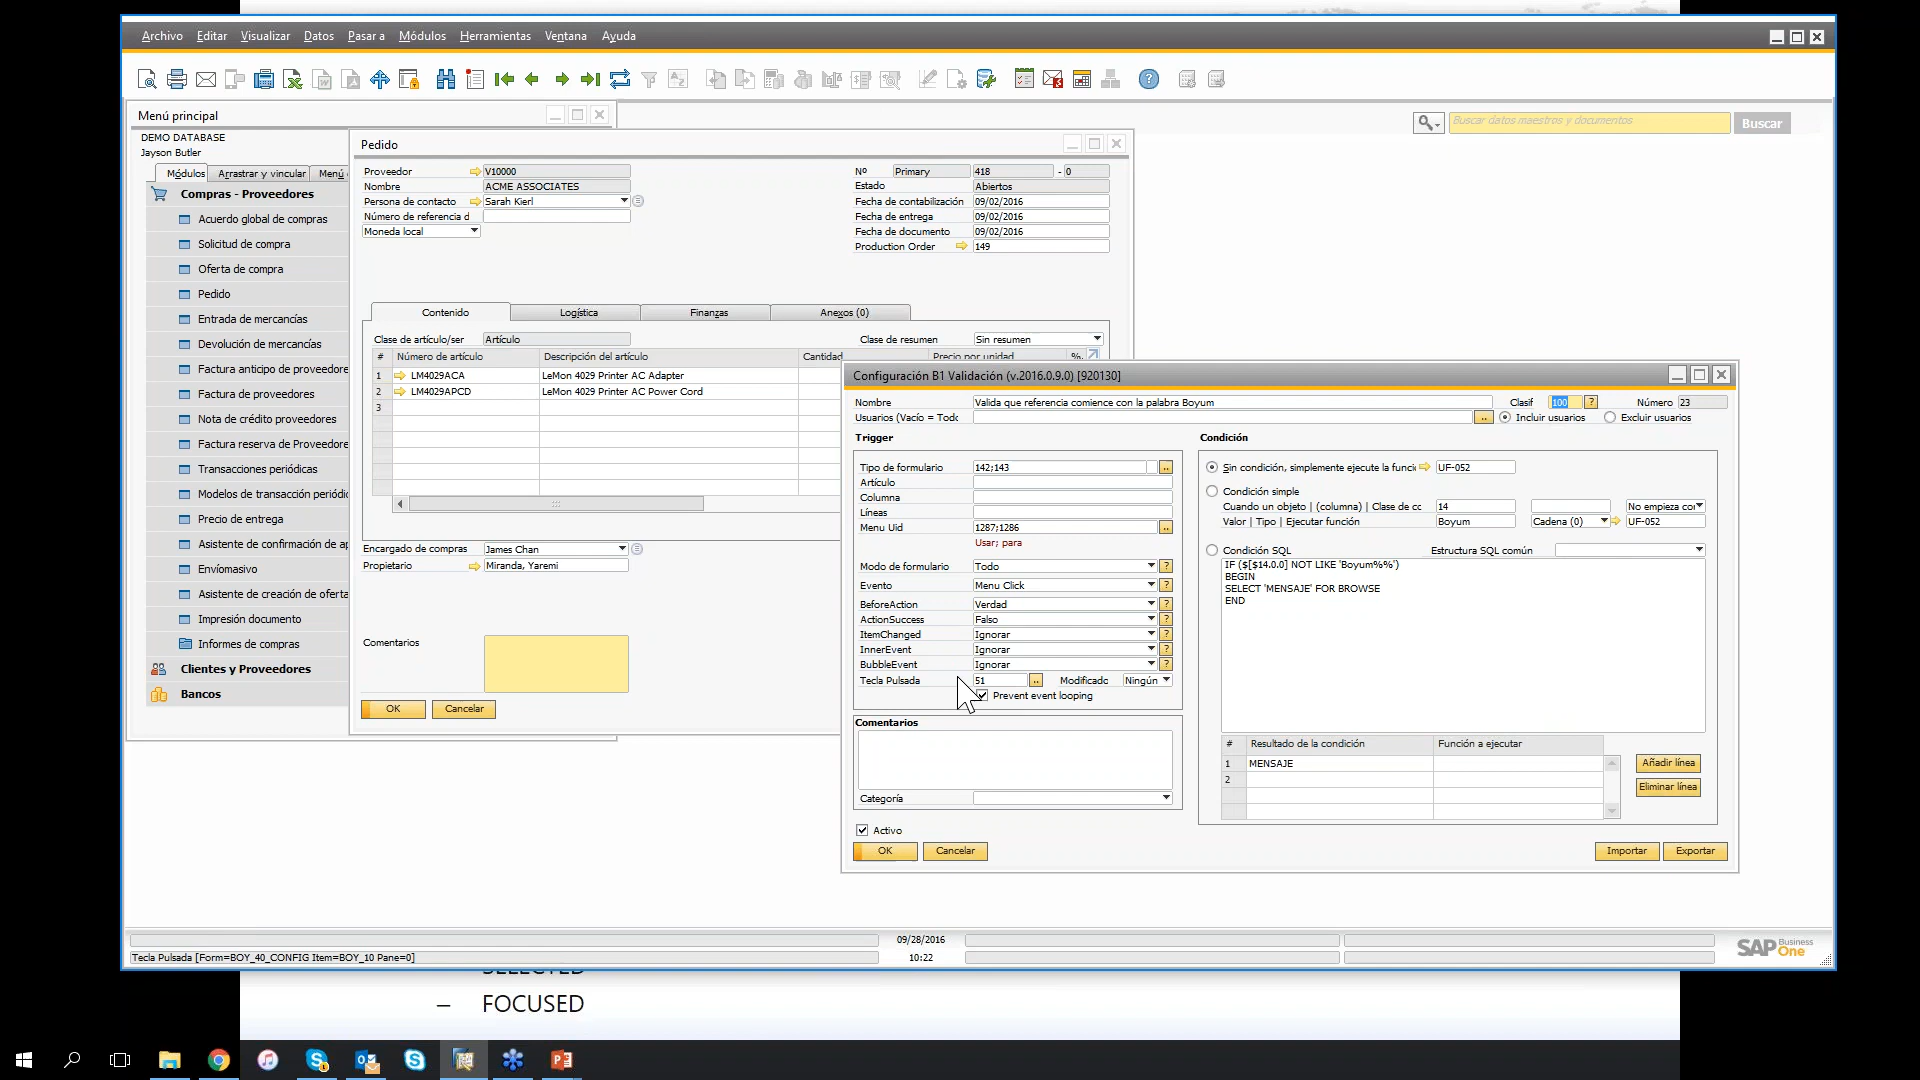 Archivo Editar Visualizar Datos Pasar a Módulos Herramientas Ventana Ayuda
Buscar datos maestros y documentos Buscar
Menú principal
DEMO DATABASE
Jayson Butler
Módulos Arrastrar y vincular Menú
Compras - Proveedores
Acuerdo global de compras
Solicitud de compra
Oferta de compra
Pedido
Entrada de mercancías
Devolución de mercancías
Factura anticipo de proveedore
Factura de proveedores
Nota de crédito proveedores
Factura reserva de Proveedore
Transacciones periódicas
Modelos de transacción periódic
Precio de entrega
Asistente de confirmación de ap
Envíomasivo
Asistente de creación de oferta
Impresión documento
Informes de compras
Clientes y Proveedores
Bancos
Pedido
Proveedor V10000
Nombre ACME ASSOCIATES
Persona de contacto Sarah Kierl
Número de referencia d
Moneda local
Nº Primary 418 - 0
Estado Abiertos
Fecha de contabilización 09/02/2016
Fecha de entrega 09/02/2016
Fecha de documento 09/02/2016
Production Order 149
Contenido Logística Finanzas Anexos (0)
Clase de artículo/ser Artículo Clase de resumen Sin resumen
# Número de artículo Descripción del artículo Cantidad Precio por unidad %
1 LM4029ACA LeMon 4029 Printer AC Adapter
2 LM4029APCD LeMon 4029 Printer AC Power Cord
3
Encargado de compras James Chan
Propietario Miranda, Yaremi
Comentarios
OK Cancelar
Configuración B1 Validación (v.2016.0.9.0) [920130]
Nombre Valida que referencia comience con la palabra Boyum Clasif 100 ? Número 23
Usuarios (Vacío = Todc .. Incluir usuarios Excluir usuarios
Trigger
Tipo de formulario 142;143 ..
Artículo
Columna
Líneas
Menu Uid 1287;1286 ..
Usar; para
Modo de formulario Todo ?
Evento Menu Click ?
BeforeAction Verdad ?
ActionSuccess Falso ?
ItemChanged Ignorar ?
InnerEvent Ignorar ?
BubbleEvent Ignorar ?
Tecla Pulsada 51 .. Modificadc Ningún
Prevent event looping
Comentarios
Categoría
Activo
OK Cancelar
Condición
Sin condición, simplemente ejecute la funció UF-052
Condición simple
Cuando un objeto | (columna) | Clase de cc 14 No empieza cor
Valor | Tipo | Ejecutar función Boyum Cadena (0) UF-052
Condición SQL Estructura SQL común
IF ($[$14.0.0] NOT LIKE 'Boyum%%')
BEGIN
SELECT 'MENSAJE' FOR BROWSE
END
# Resultado de la condición Función a ejecutar
1 MENSAJE
2
Añadir línea
Eliminar línea
Importar Exportar
09/28/2016
Tecla Pulsada [Form=BOY_40_CONFIG Item=BOY_10 Pane=0] 10:22
SAP Business One
SELECTED
– FOCUSED